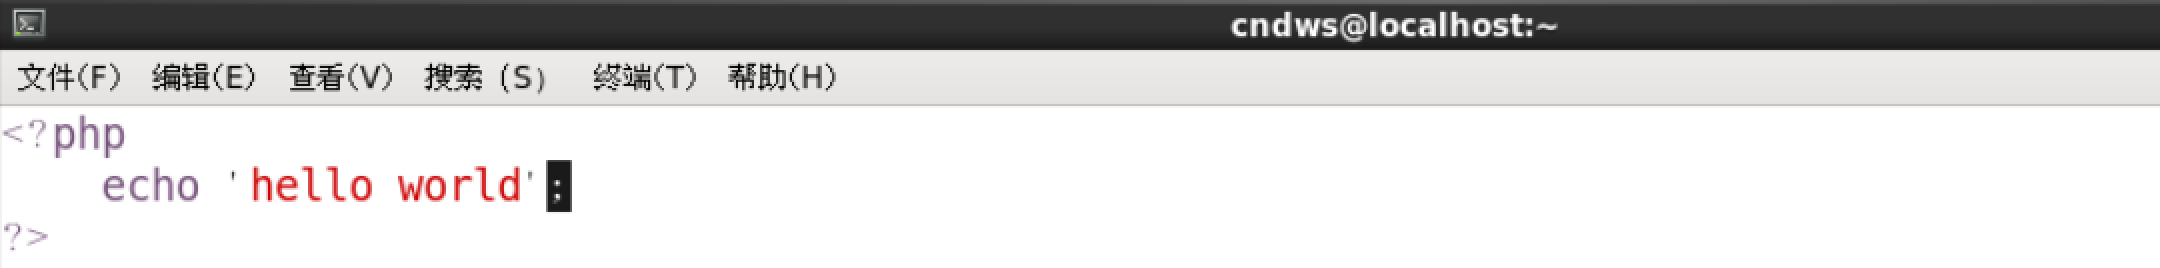 cndws@localhost:~
文件(F) 编辑(E) 查看(V) 搜索 (S) 终端(T) 帮助(H)
<?php
    echo 'hello world';
?>